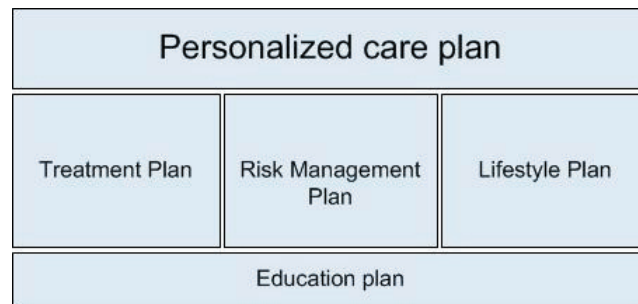 Personalized care plan
Treatment Plan
Risk Management
Plan
Lifestyle Plan
Education plan